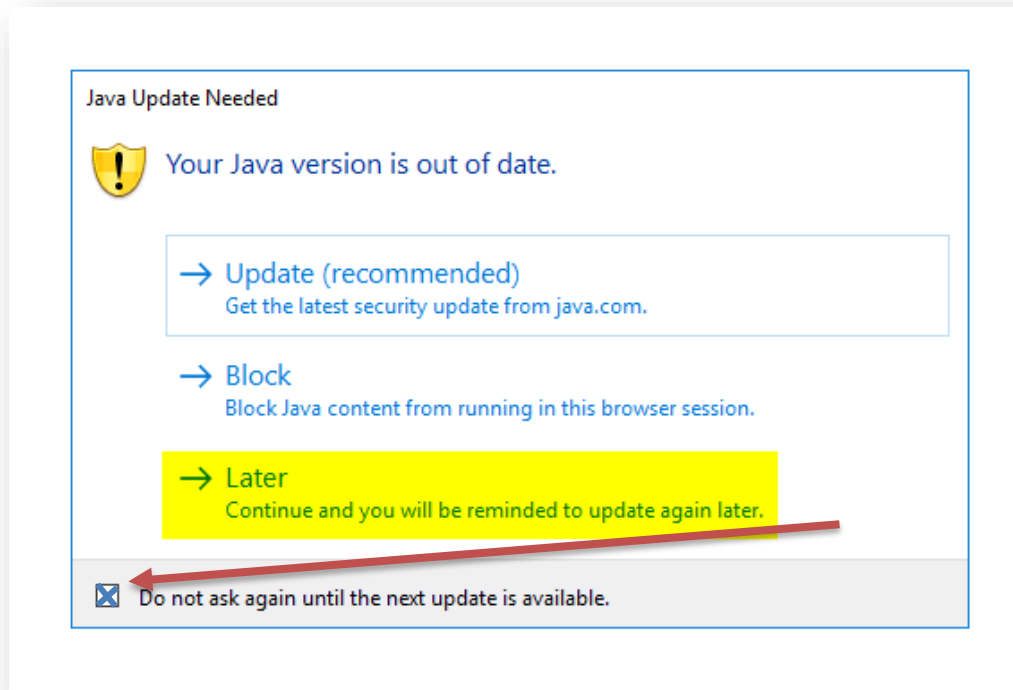 Java Update Needed
Your Java version is out of date.
Update (recommended)
Get the latest security update from java.com.
Block
Block Java content from running in this browser session.
Later
Continue and you will be reminded to update again later.
Do not ask again until the next update is available.